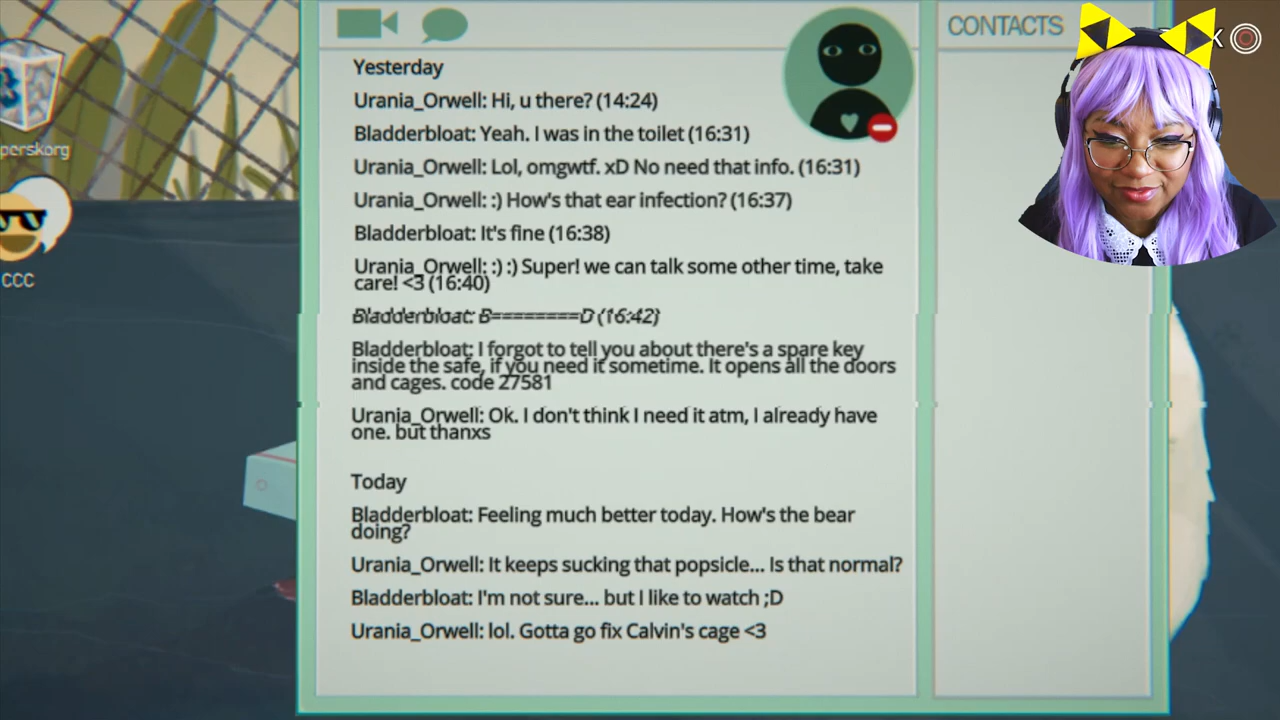 CONTACTS
Yesterday
Urania_Orwell: Hi, u there? (14:24)
Bladderbloat: Yeah. I was in the toilet (16:31)
Urania_Orwell: Lol, omgwtf. xD No need that info. (16:31)
Urania_Orwell: :) How's that ear infection? (16:37)
Bladderbloat: It's fine (16:38)
Urania_Orwell: :) :) Super! we can talk some other time, take
care! <3 (16:40)
Bladderbloat: B========D (16:42)
Bladderbloat: I forgot to tell you about there's a spare key
inside the safe, if you need it sometime. It opens all the doors
and cages. code 27581
Urania_Orwell: Ok. I don't think I need it atm, I already have
one. but thanxs
Today
Bladderbloat: Feeling much better today. How's the bear
doing?
Urania_Orwell: It keeps sucking that popsicle... Is that normal?
Bladderbloat: I'm not sure... but I like to watch ;D
Urania_Orwell: lol. Gotta go fix Calvin's cage <3
perskorg
CCC